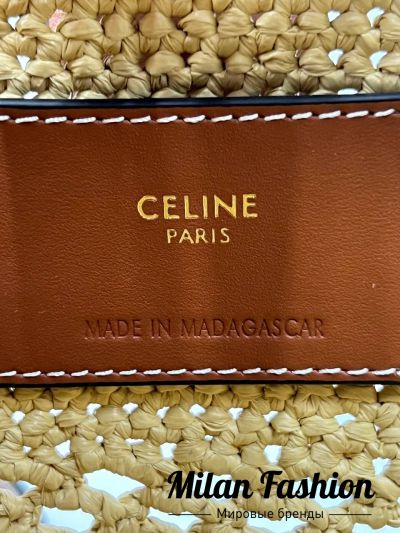 CELINE
PARIS
MADE IN MADAGASCAR
Milan Fashion
Мировые бренды